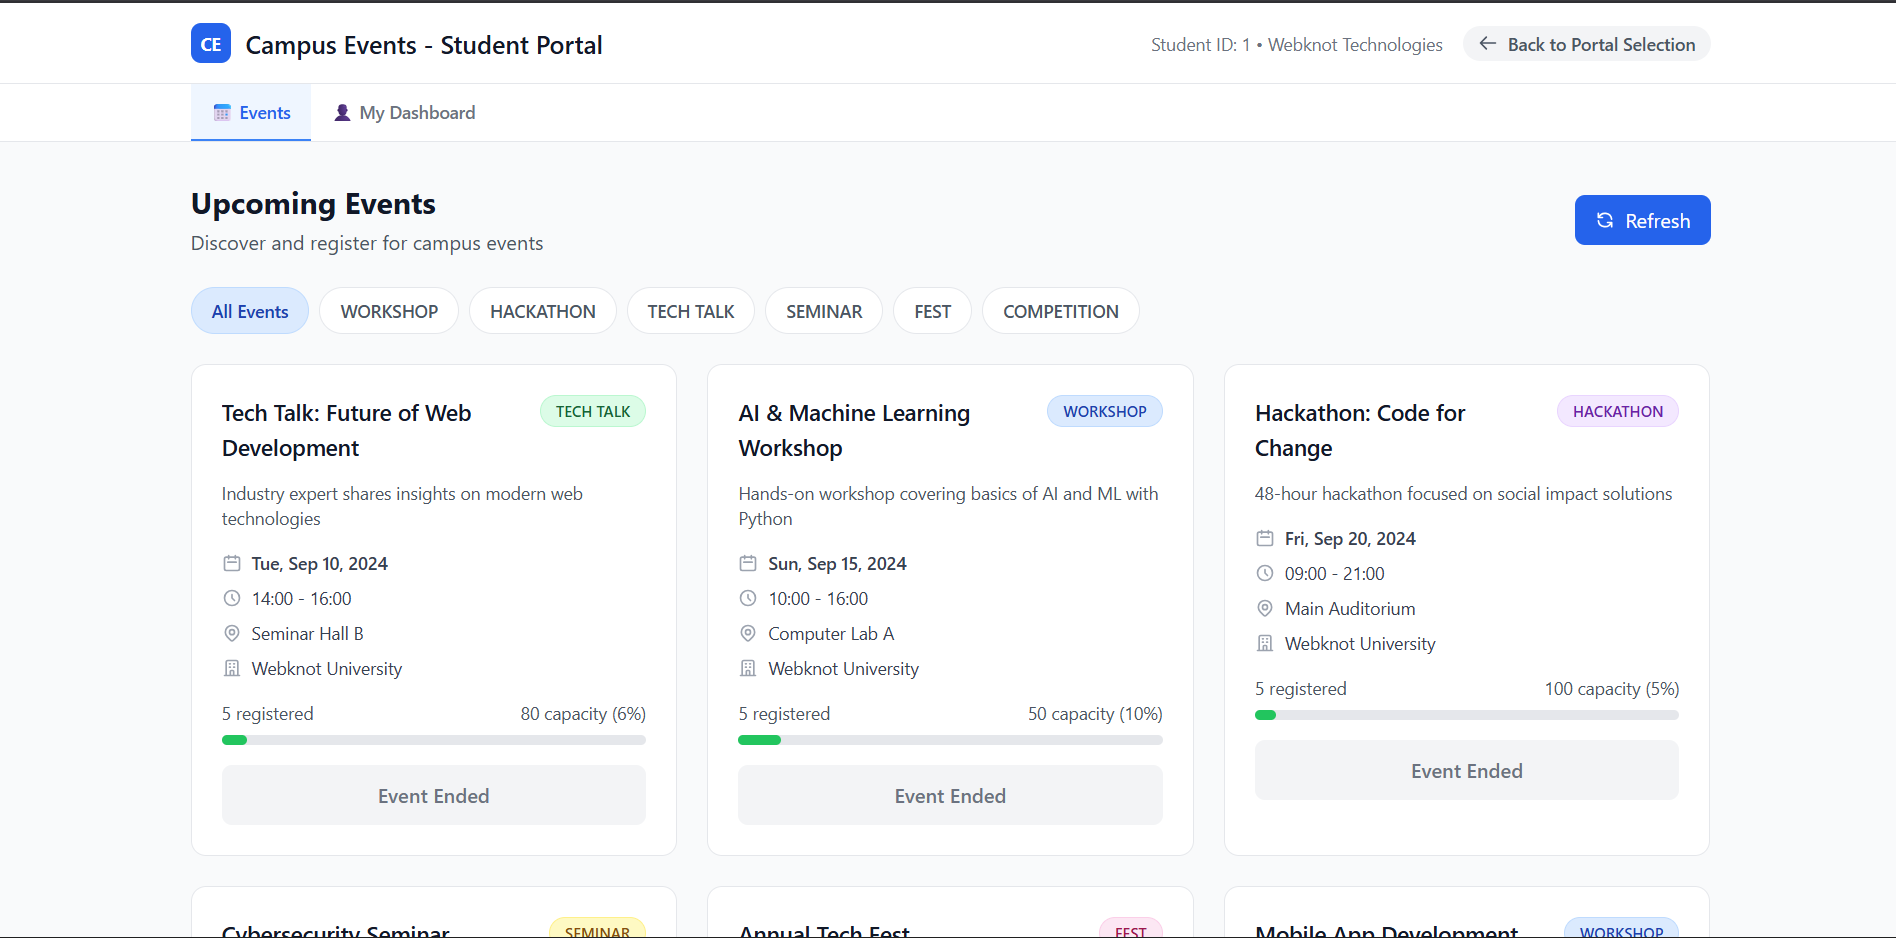 CE
Campus Events - Student Portal
Student ID: 1 • Webknot Technologies
Back to Portal Selection
Events
My Dashboard
Upcoming Events
Discover and register for campus events
Refresh
All Events
WORKSHOP
HACKATHON
TECH TALK
SEMINAR
FEST
COMPETITION
Tech Talk: Future of Web
Development
TECH TALK
Industry expert shares insights on modern web
technologies
Tue, Sep 10, 2024
14:00 - 16:00
Seminar Hall B
Webknot University
5 registered
80 capacity (6%)
Event Ended
AI & Machine Learning
Workshop
WORKSHOP
Hands-on workshop covering basics of AI and ML with
Python
Sun, Sep 15, 2024
10:00 - 16:00
Computer Lab A
Webknot University
5 registered
50 capacity (10%)
Event Ended
Hackathon: Code for
Change
HACKATHON
48-hour hackathon focused on social impact solutions
Fri, Sep 20, 2024
09:00 - 21:00
Main Auditorium
Webknot University
5 registered
100 capacity (5%)
Event Ended
Cybersecurity Seminar
SEMINAR
Annual Tech Fest
FEST
Mobile App Development
WORKSHOP